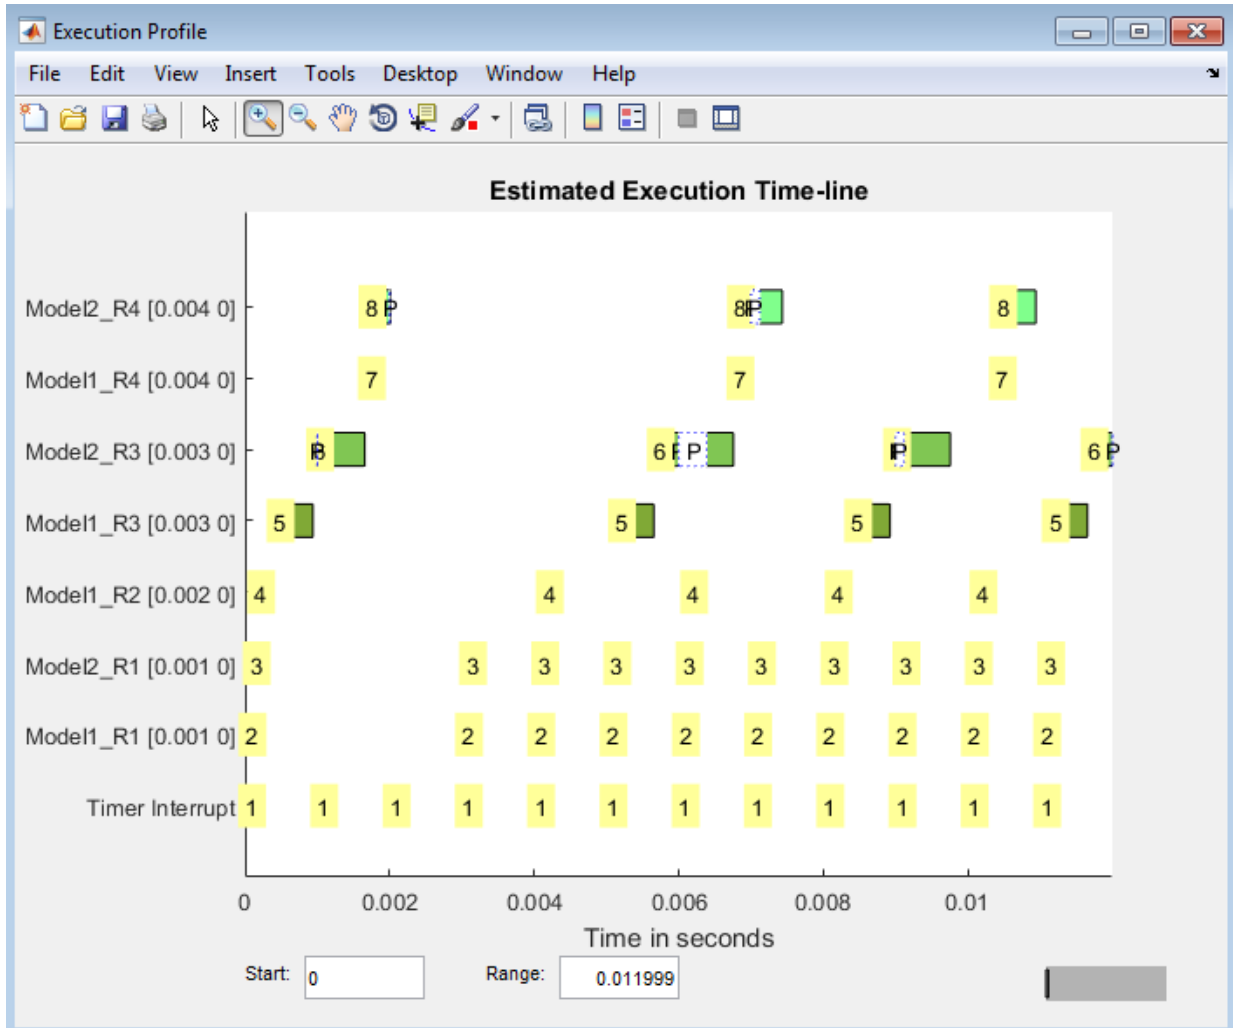 Execution Profile
File Edit View Insert Tools Desktop Window Help
Estimated Execution Time-line
Model2_R4 [0.004 0] 8 P 8 P 8
Model1_R4 [0.004 0] 7 7 7
Model2_R3 [0.003 0] 6 P P 6 P
Model1_R3 [0.003 0] 5 5 5 5
Model1_R2 [0.002 0] 4 4 4 4 4
Model2_R1 [0.001 0] 3 3 3 3 3 3 3 3 3 3
Model1_R1 [0.001 0] 2 2 2 2 2 2 2 2 2 2
Timer Interrupt 1 1 1 1 1 1 1 1 1 1 1 1
0 0.002 0.004 0.006 0.008 0.01
Time in seconds
Start: 0 Range: 0.011999